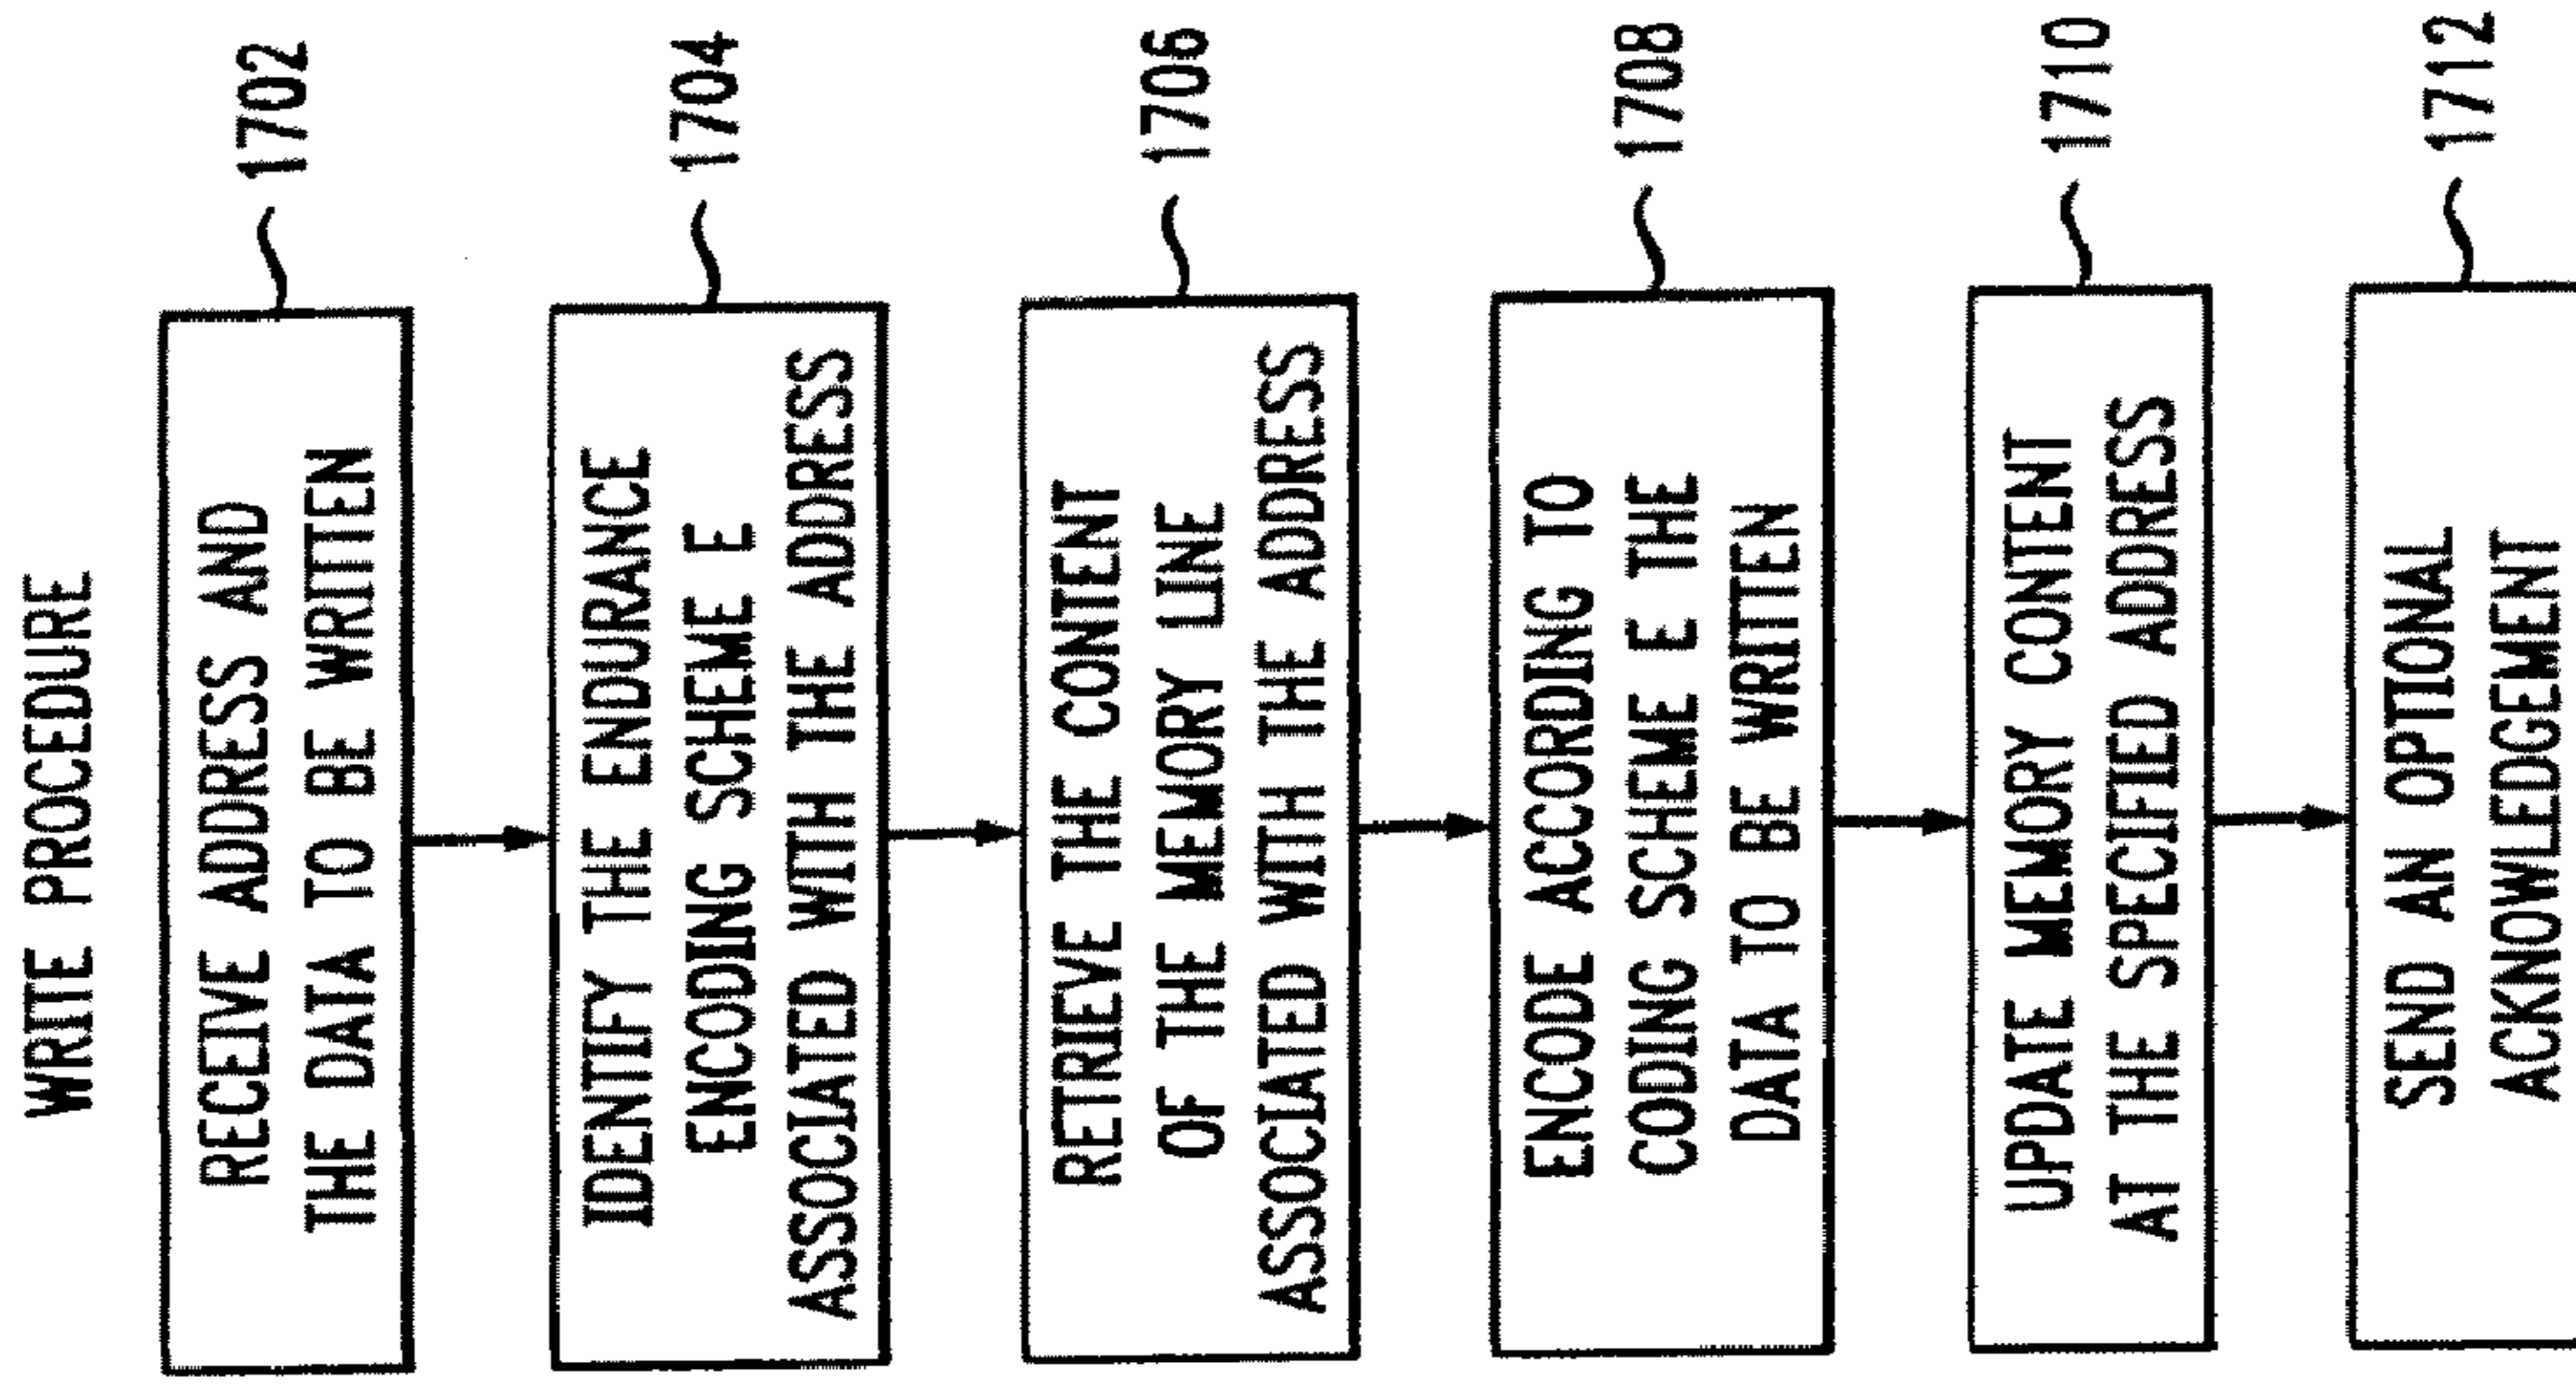 WRITE PROCEDURE
RECEIVE ADDRESS AND
THE DATA TO BE WRITTEN
1702
IDENTIFY THE ENDURANCE
ENCODING SCHEME E
ASSOCIATED WITH THE ADDRESS
1704
RETRIEVE THE CONTENT
OF THE MEMORY LINE
ASSOCIATED WITH THE ADDRESS
1706
ENCODE ACCORDING TO
CODING SCHEME E THE
DATA TO BE WRITTEN
1708
UPDATE MEMORY CONTENT
AT THE SPECIFIED ADDRESS
1710
SEND AN OPTIONAL
ACKNOWLEDGEMENT
1712